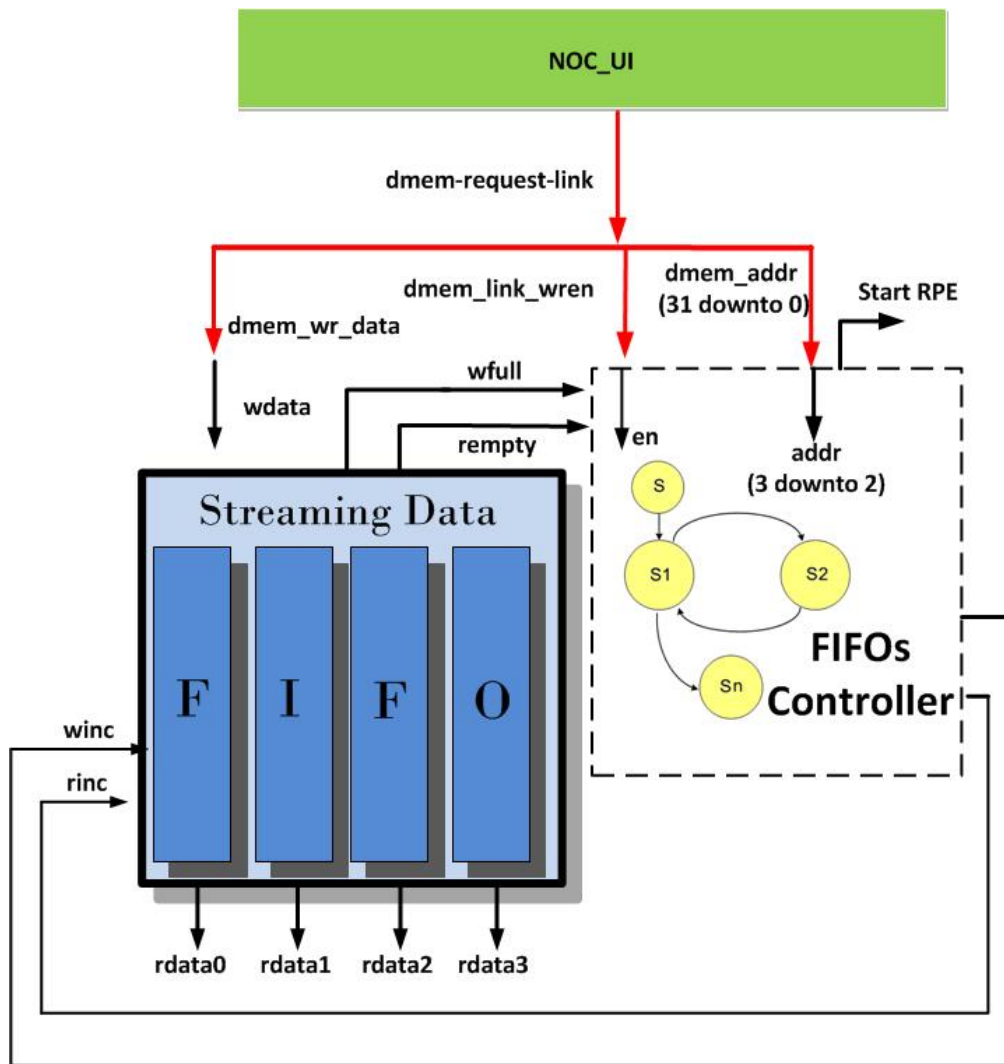 NOC_UI
dmem-request-link
dmem_link_wren
dmem_addr
(31 downto 0)
Start RPE
dmem_wr_data
wfull
wdata
rempty
en
addr
(3 downto 2)
S
Streaming Data
S1
S2
FIFOs
Controller
Sn
F I F O
winc
rinc
rdata0
rdata1
rdata2
rdata3